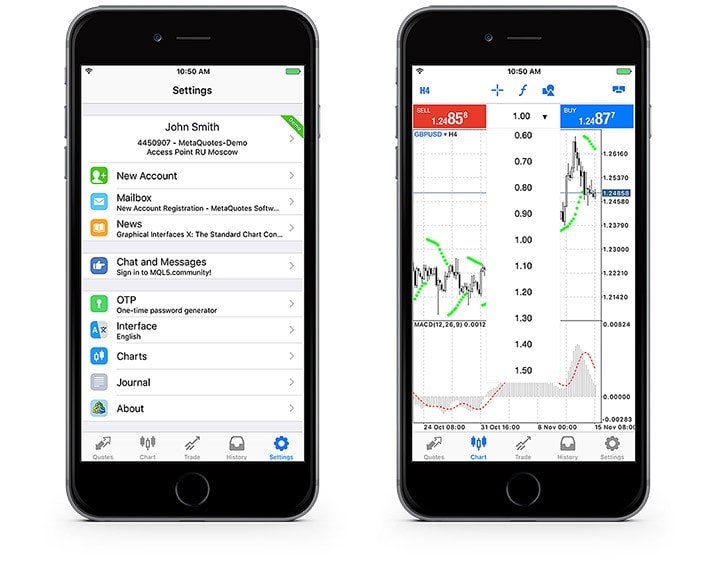 10:50 AM
Settings
Demo
John Smith
4450907 - MetaQuotes-Demo
Access Point RU Moscow
New Account
Mailbox
New Account Registration - MetaQuotes Softw...
News
Graphical Interfaces X: The Standard Chart Con...
Chat and Messages
Sign in to MQL5.community!
OTP
One-time password generator
Interface
English
Charts
Journal
About
Quotes Chart Trade History Settings
10:50 AM
H4
SELL
1.24 85 8
1.00 ▼
BUY
1.24 87 7
GBPUSD ▾ H4
0.60
0.70
0.80
0.90
1.00
1.10
1.20
1.30
1.40
1.50
1.26160
1.25370
1.24858
1.24580
1.23790
1.23000
1.22210
1.21420
MACD(12,26,9) 0.0012
0.00824
0.00000
-0.00283
24 Oct 08:00 31 Oct 16:00 8 Nov 00:00 15 Nov 08:00
Quotes Chart Trade History Settings